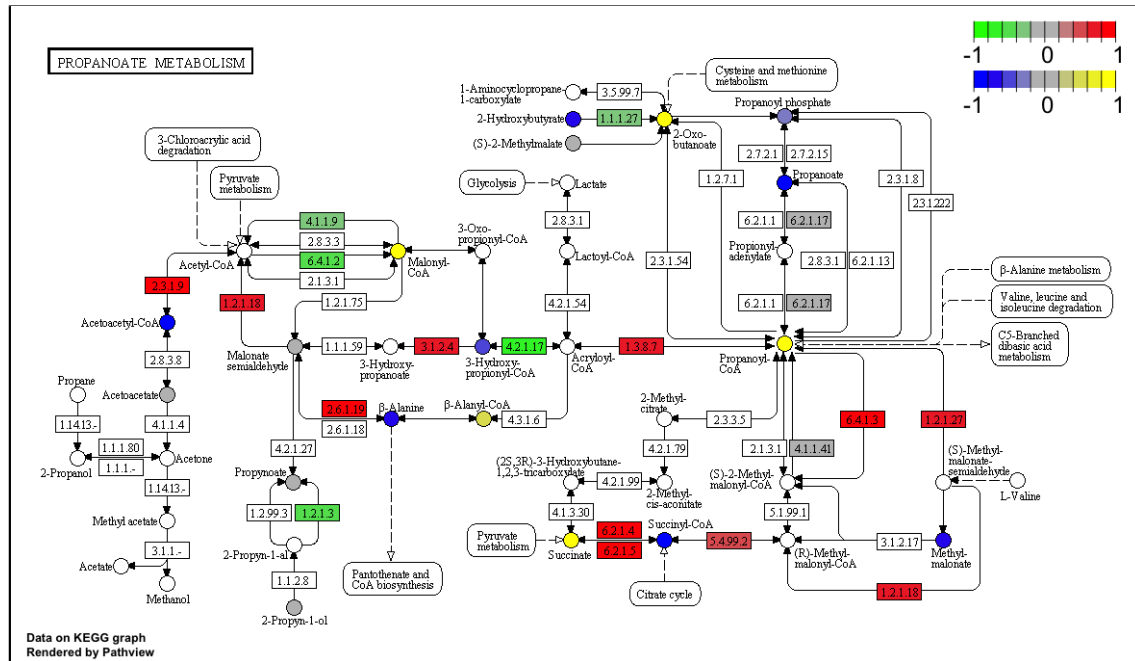 PROPANOATE METABOLISM
-1 0 1
-1 0 1
Cysteine and methionine
metabolism
1-Aminocyclopropane
1-carboxylate
3.5.99.7
Propanoyl phosphate
2-Hydroxybutyrate
1.1.1.27
2-Oxo-
butanoate
(S)-2-Methylmalate
3-Chloroacrylic acid
degradation
Pyruvate
metabolism
Glycolysis
Lactate
2.7.2.1
2.7.2.15
1.2.7.1
2.3.1.8
2.3.1.222
Propanoate
2.8.3.1
4.1.1.9
2.8.3.3
6.4.1.2
2.1.3.1
Acetyl-CoA
Malonyl-
CoA
3-Oxo-
propionyl-CoA
Lactoyl-CoA
6.2.1.1
6.2.1.17
Propionyl-
adenylate
2.3.1.54
2.8.3.1
6.2.1.13
2.3.1.9
1.2.1.18
1.2.1.75
4.2.1.54
6.2.1.1
6.2.1.17
β-Alanine metabolism
Valine, leucine and
isoleucine degradation
C5-Branched
dibasic acid
metabolism
Acetoacetyl-CoA
2.8.3.8
Malonate
semialdehyde
1.1.1.59
3-Hydroxy-
propanoate
3.1.2.4
3-Hydroxy-
propionyl-CoA
4.2.1.17
Acryloyl-
CoA
1.3.8.7
Propanoyl-
CoA
Propane
Acetoacetate
1.14.13.-
4.1.1.4
2.6.1.19
2.6.1.18
β-Alanine
β-Alanyl-CoA
4.3.1.6
2-Methyl-
citrate
2.3.3.5
6.4.1.3
1.2.1.27
1.1.1.80
1.1.1.-
2-Propanol
Acetone
4.2.1.27
4.2.1.79
2.1.3.1
4.1.1.41
(S)-Methyl-
malonate-
semialdehyde
L-Valine
1.14.13.-
Propynoate
(2S,3R)-3-Hydroxybutane-
1,2,3-tricarboxylate
4.2.1.99
2-Methyl-
cis-aconitate
(S)-2-Methyl-
malonyl-CoA
Methyl acetate
1.2.99.3
1.2.1.3
4.1.3.30
5.1.99.1
3.1.1.-
Acetate
Methanol
2-Propyn-1-al
1.1.2.8
2-Propyn-1-ol
Pantothenate and
CoA biosynthesis
Pyruvate
metabolism
Succinate
6.2.1.4
6.2.1.5
Succinyl-CoA
5.4.99.2
(R)-Methyl-
malonyl-CoA
3.1.2.17
Methyl-
malonate
Citrate cycle
1.2.1.18
Data on KEGG graph
Rendered by Pathview